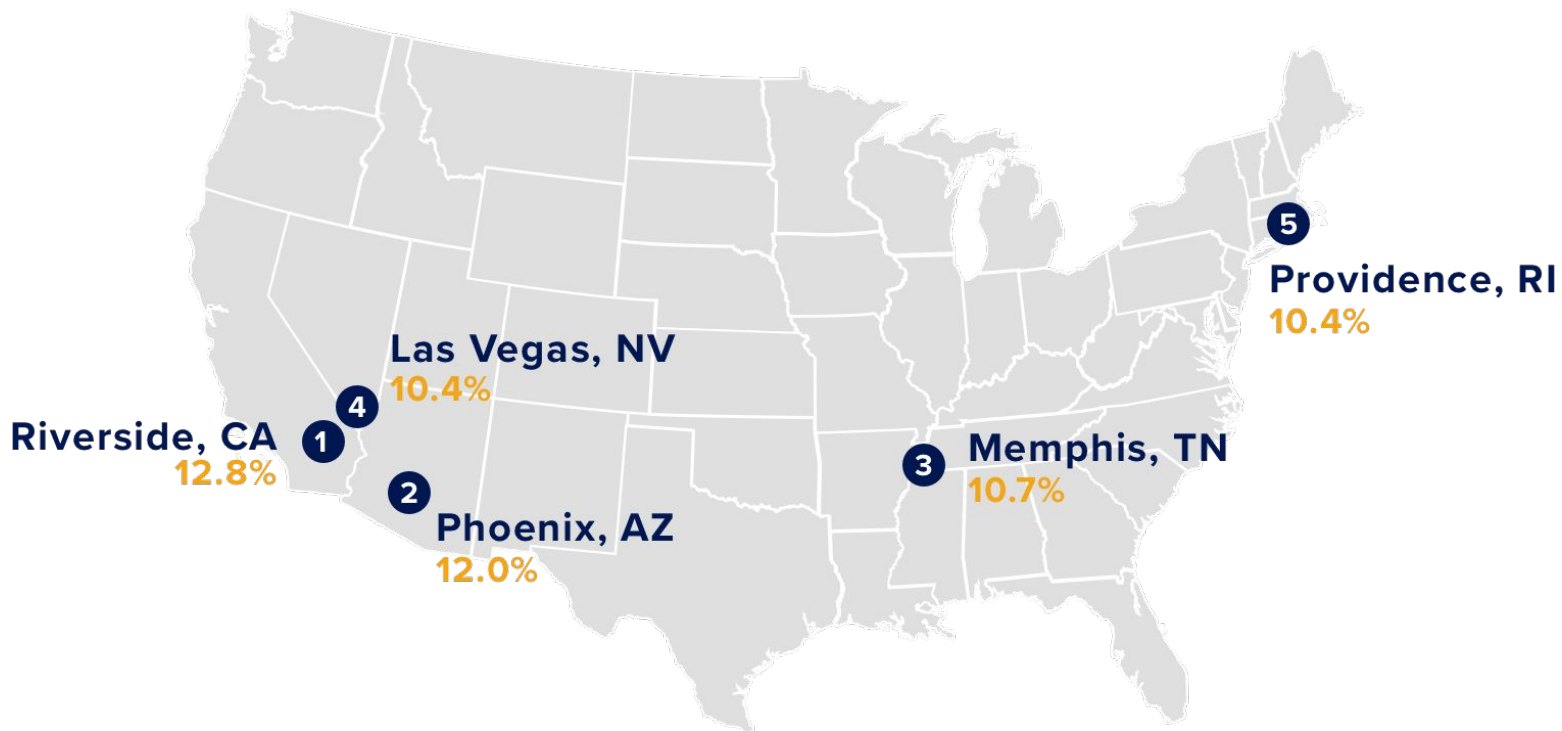 5
Providence, RI
10.4%
Las Vegas, NV
10.4%
4
Riverside, CA
12.8%
1
3
Memphis, TN
10.7%
2
Phoenix, AZ
12.0%